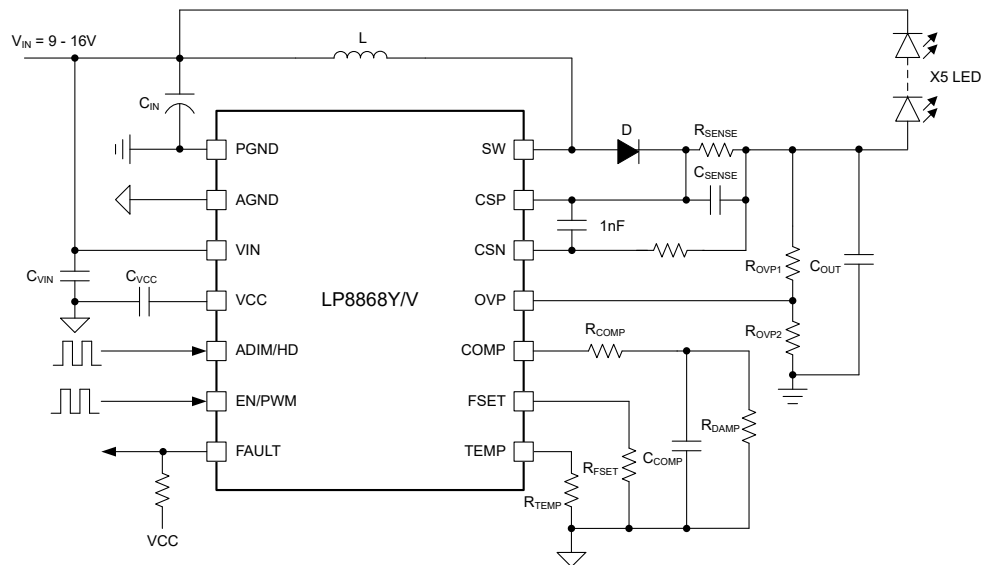 V_IN = 9 - 16V
L
X5 LED
C_IN
D
R_SENSE
C_SENSE
PGND
SW
AGND
CSP
1nF
VIN
CSN
C_VIN
C_VCC
VCC
LP8868Y/V
OVP
R_OVP1
C_OUT
R_OVP2
ADIM/HD
COMP
R_COMP
EN/PWM
FSET
R_DAMP
FAULT
TEMP
R_FSET
C_COMP
R_TEMP
VCC